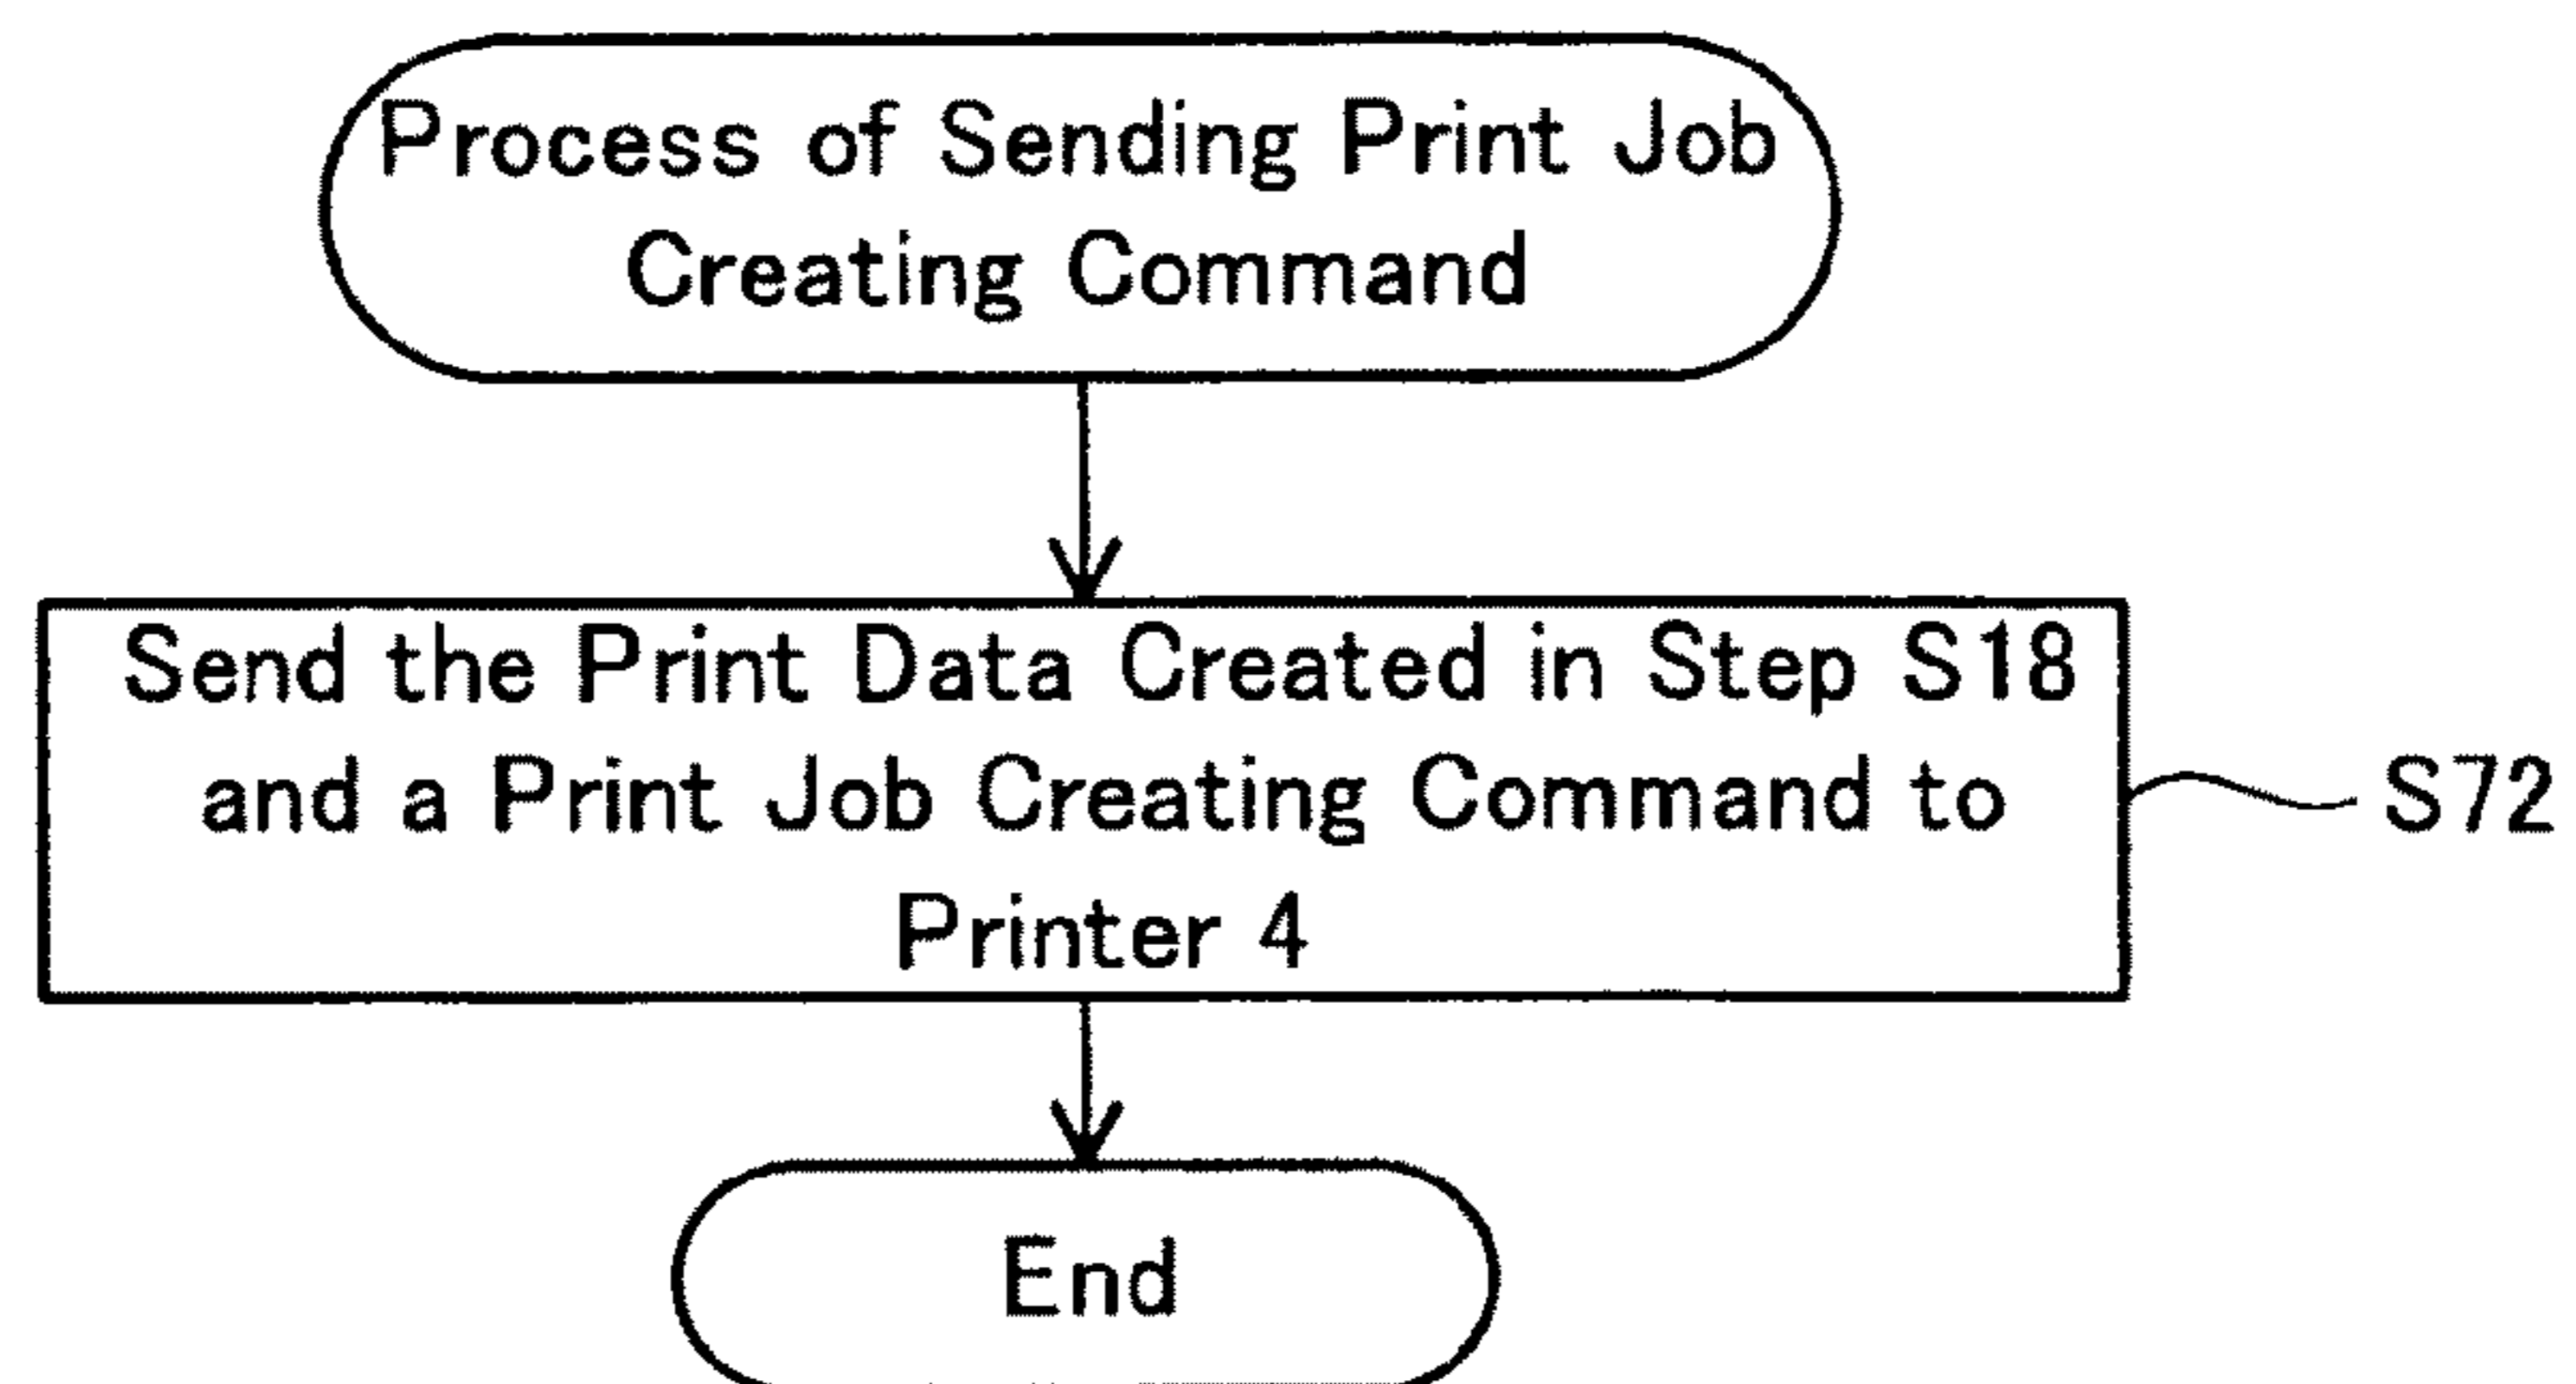 Process of Sending Print Job
Creating Command
Send the Print Data Created in Step S18
and a Print Job Creating Command to
Printer 4
S72
End